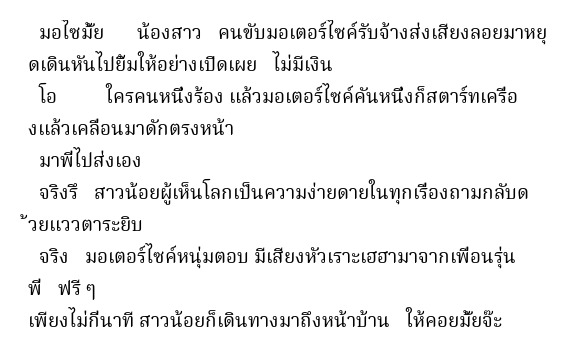 มอไซมั้ย น้องสาว คนขับมอเตอร์ไซค์รับจ้างส่งเสียงลอยมาหยุ
ดเดินหันไปยิ้มให้อย่างเปิดเผย ไม่มีเงิน
โอ ใครคนหนึ่งร้อง แล้วมอเตอร์ไซค์คันหนึ่งก็สตาร์ทเครื่อ
งแล้วเคลื่อนมาดักตรงหน้า
มาพี่ไปส่งเอง
จริงรึ สาวน้อยผู้เห็นโลกเป็นความง่ายดายในทุกเรื่องถามกลับด
้วยแววตาระยิบ
จริง มอเตอร์ไซค์หนุ่มตอบ มีเสียงหัวเราะเฮฮามาจากเพื่อนรุ่น
พี่ ฟรี ๆ
เพียงไม่กี่นาที สาวน้อยก็เดินทางมาถึงหน้าบ้าน ให้คอยมั้ยจ๊ะ